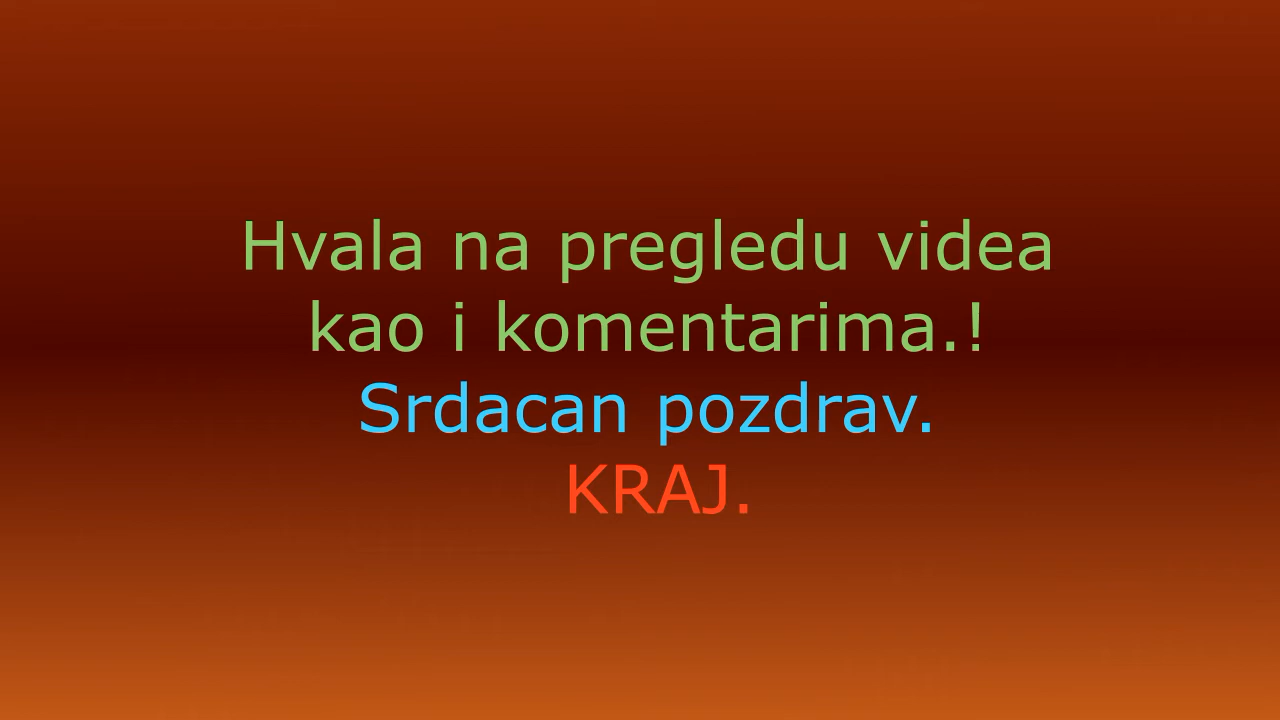 Hvala na pregledu videa
kao i komentarima.!
Srdacan pozdrav.
KRAJ.